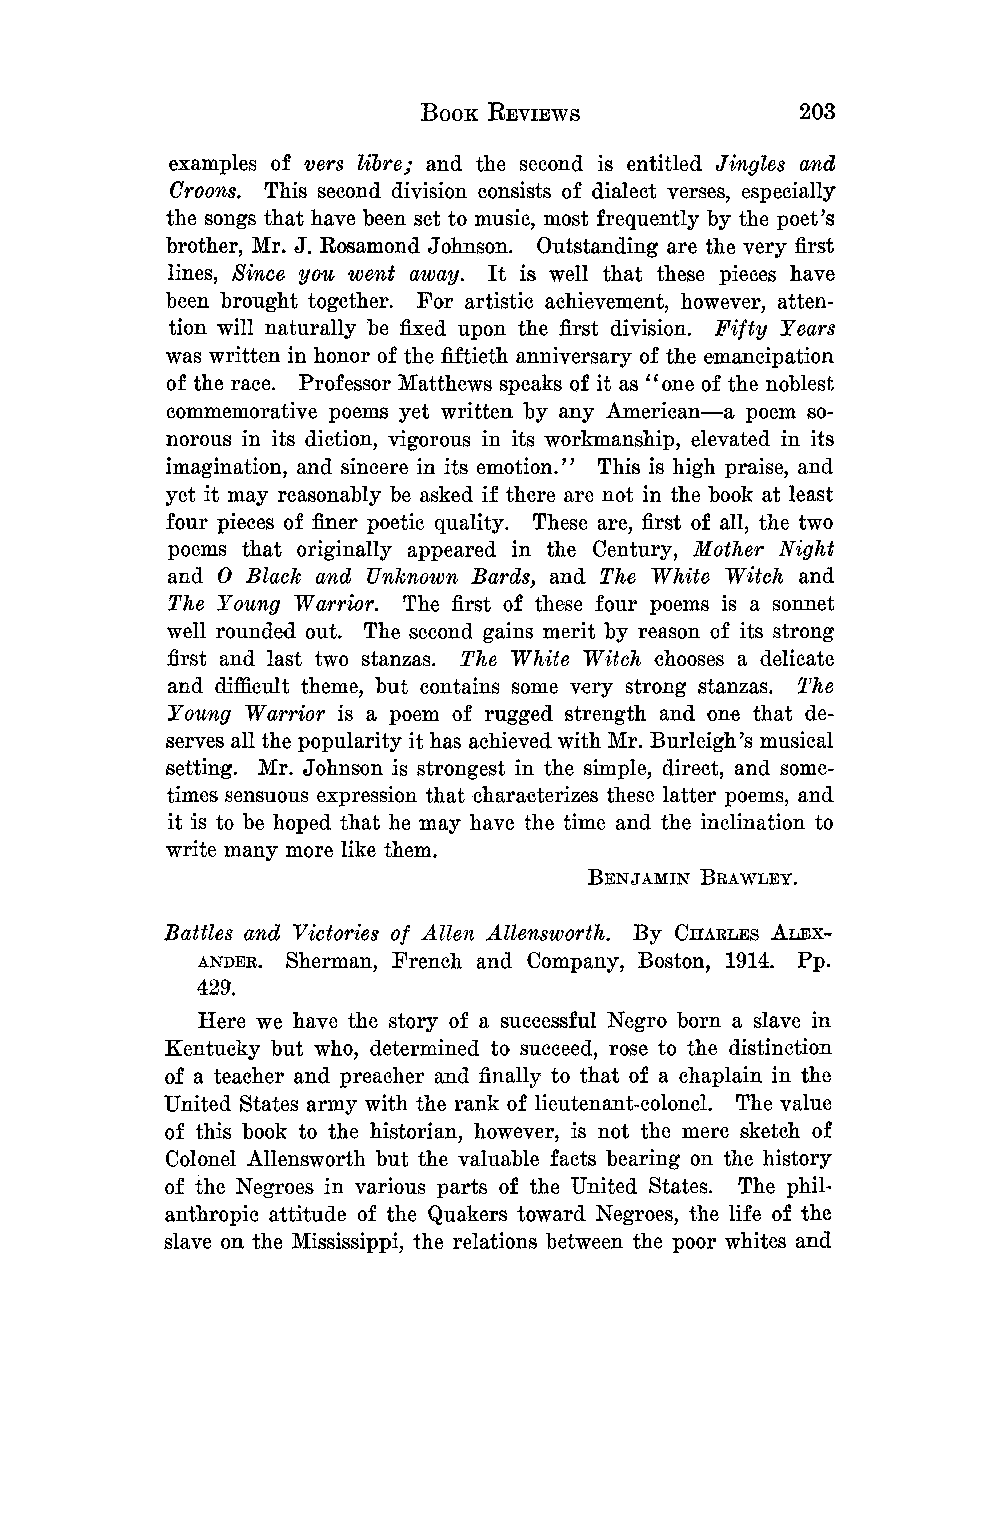 BOOK REVIEWS 203
examples of vers libre; and the second is entitled Jingles and
Croons. This second division consists of dialect verses, especially
the songs that have been set to music, most frequently by the poet's
brother, Mr. J. Rosamond Johnson. Outstanding are the very first
lines, Since you went away. It is well that these pieces have
been brought together. For artistic achievement, however, atten-
tion will naturally be fixed upon the first division. Fifty Years
was written in honor of the fiftieth anniversary of the emancipation
of the race. Professor Matthews speaks of it as "one of the noblest
commemorative poems yet written by any American—a poem so-
norous in its diction, vigorous in its workmanship, elevated in its
imagination, and sincere in its emotion." This is high praise, and
yet it may reasonably be asked if there are not in the book at least
four pieces of finer poetic quality. These are, first of all, the two
poems that originally appeared in the Century, Mother Night
and O Black and Unknown Bards, and The White Witch and
The Young Warrior. The first of these four poems is a sonnet
well rounded out. The second gains merit by reason of its strong
first and last two stanzas. The White Witch chooses a delicate
and difficult theme, but contains some very strong stanzas. The
Young Warrior is a poem of rugged strength and one that de-
serves all the popularity it has achieved with Mr. Burleigh's musical
setting. Mr. Johnson is strongest in the simple, direct, and some-
times sensuous expression that characterizes these latter poems, and
it is to be hoped that he may have the time and the inclination to
write many more like them.
BENJAMIN BRAWLEY.
Battles and Victories of Allen Allensworth. By CHARLES ALEX-
ANDER. Sherman, French and Company, Boston, 1914. Pp.
429.
Here we have the story of a successful Negro born a slave in
Kentucky but who, determined to succeed, rose to the distinction
of a teacher and preacher and finally to that of a chaplain in the
United States army with the rank of lieutenant-colonel. The value
of this book to the historian, however, is not the mere sketch of
Colonel Allensworth but the valuable facts bearing on the history
of the Negroes in various parts of the United States. The phil-
anthropic attitude of the Quakers toward Negroes, the life of the
slave on the Mississippi, the relations between the poor whites and